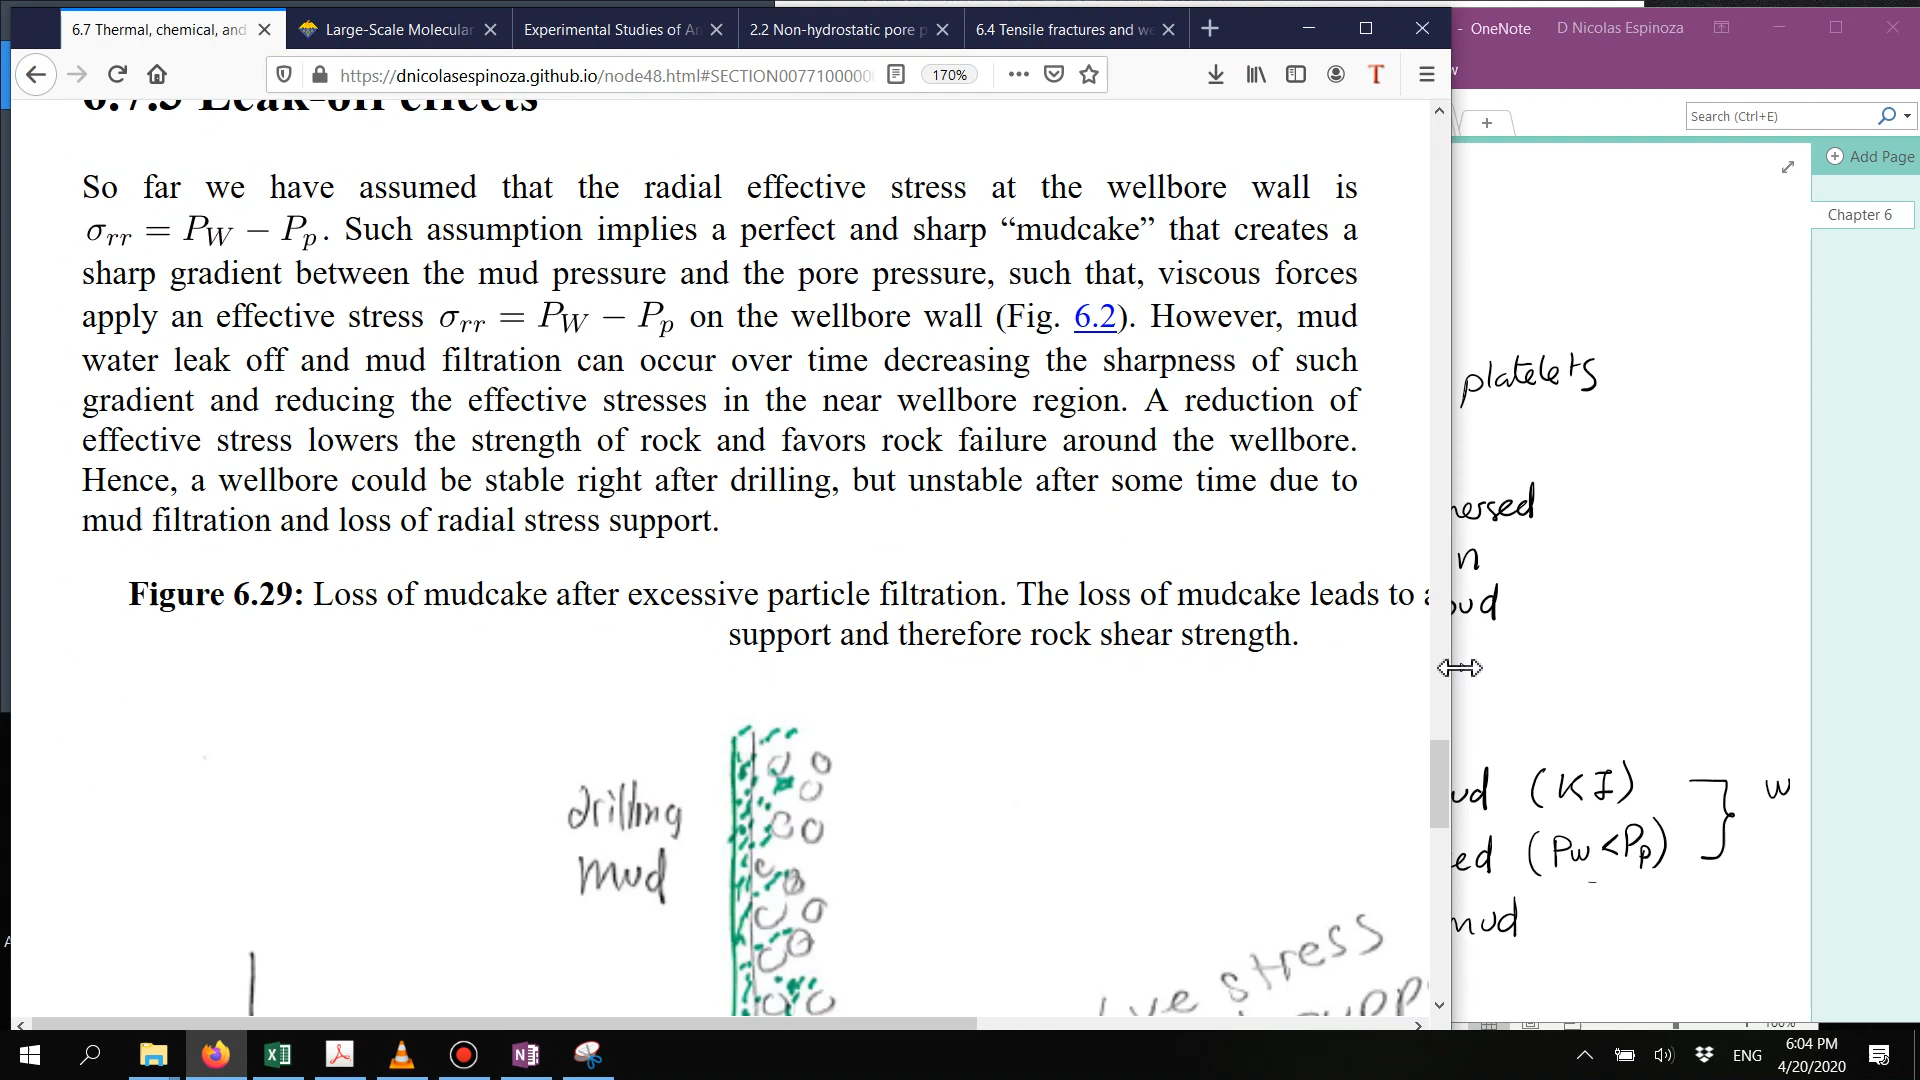 6.7 Thermal, chemical, and
Large-Scale Molecular
Experimental Studies of An
2.2 Non-hydrostatic pore p
6.4 Tensile fractures and we
- OneNote
D Nicolas Espinoza
https://dnicolasespinoza.github.io/node48.html#SECTION00771000000
170%
Search (Ctrl+E)
Add Page
Chapter 6
6.7.3 Leak-off effects
So far we have assumed that the radial effective stress at the wellbore wall is
σrr = PW − Pp. Such assumption implies a perfect and sharp “mudcake” that creates a
sharp gradient between the mud pressure and the pore pressure, such that, viscous forces
apply an effective stress σrr = PW − Pp on the wellbore wall (Fig. 6.2). However, mud
water leak off and mud filtration can occur over time decreasing the sharpness of such
gradient and reducing the effective stresses in the near wellbore region. A reduction of
effective stress lowers the strength of rock and favors rock failure around the wellbore.
Hence, a wellbore could be stable right after drilling, but unstable after some time due to
mud filtration and loss of radial stress support.
Figure 6.29: Loss of mudcake after excessive particle filtration. The loss of mudcake leads to
support and therefore rock shear strength.
drilling
mud
stress
platelets
ersed
n
oud
ud (KI)
ed (Pw<Pp)
} w
mud
ENG
6:04 PM
4/20/2020